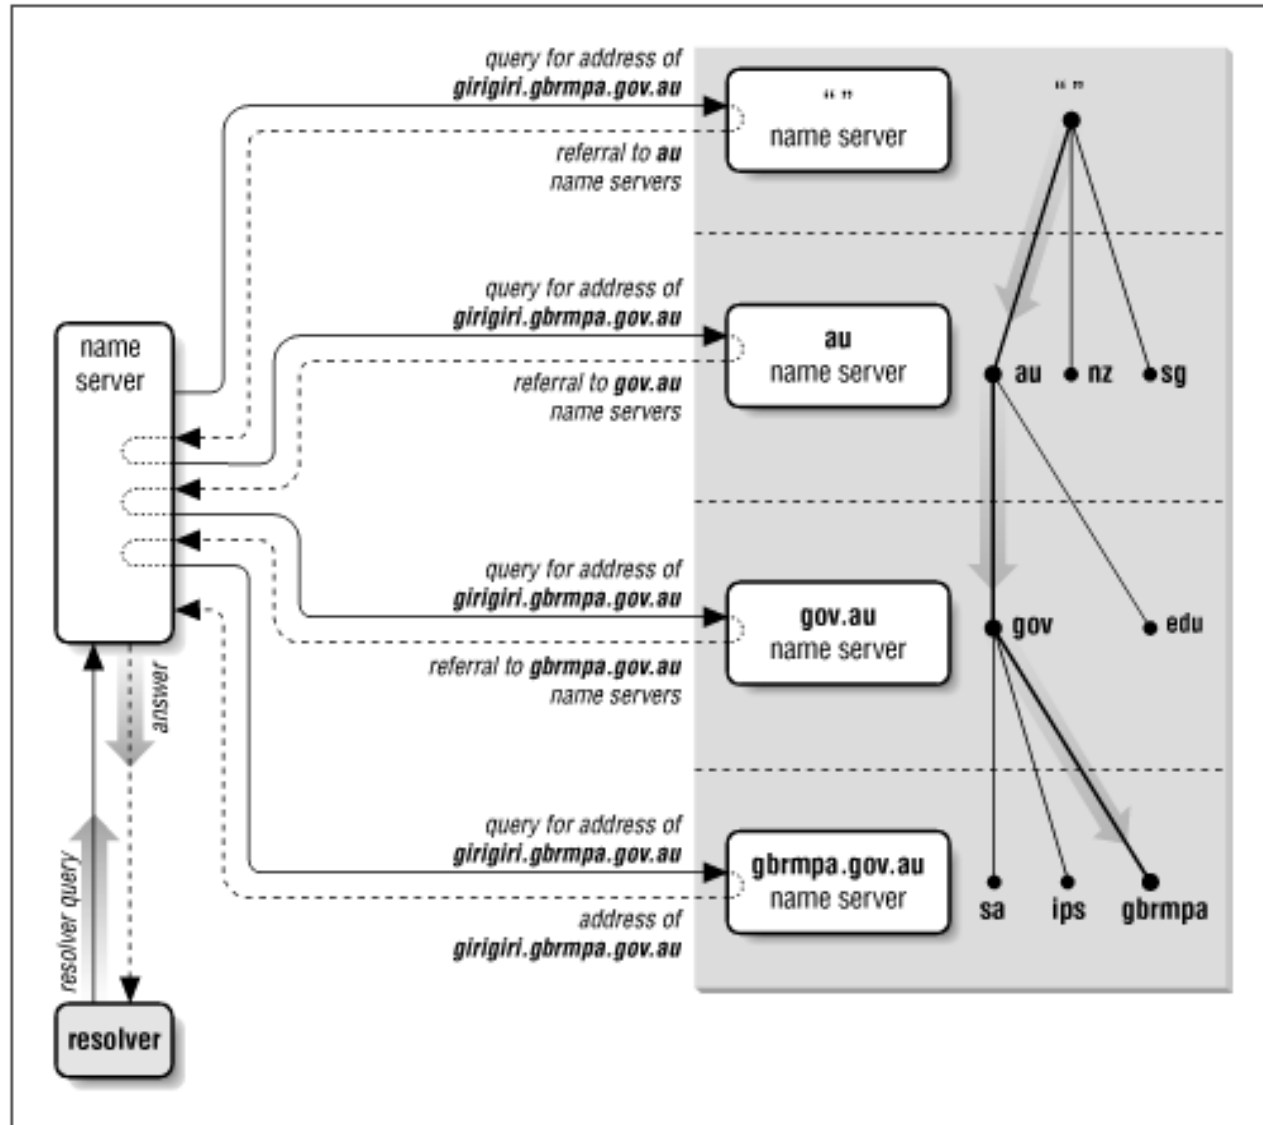 query for address of
girigiri.gbrmpa.gov.au
“ ”
name server
“ ”
referral to au
name servers
query for address of
girigiri.gbrmpa.gov.au
name
server
au
name server
au
nz
sg
referral to gov.au
name servers
query for address of
girigiri.gbrmpa.gov.au
gov.au
name server
gov
edu
referral to gbrmpa.gov.au
name servers
answer
query for address of
girigiri.gbrmpa.gov.au
gbrmpa.gov.au
name server
sa
ips
gbrmpa
address of
girigiri.gbrmpa.gov.au
resolver query
resolver